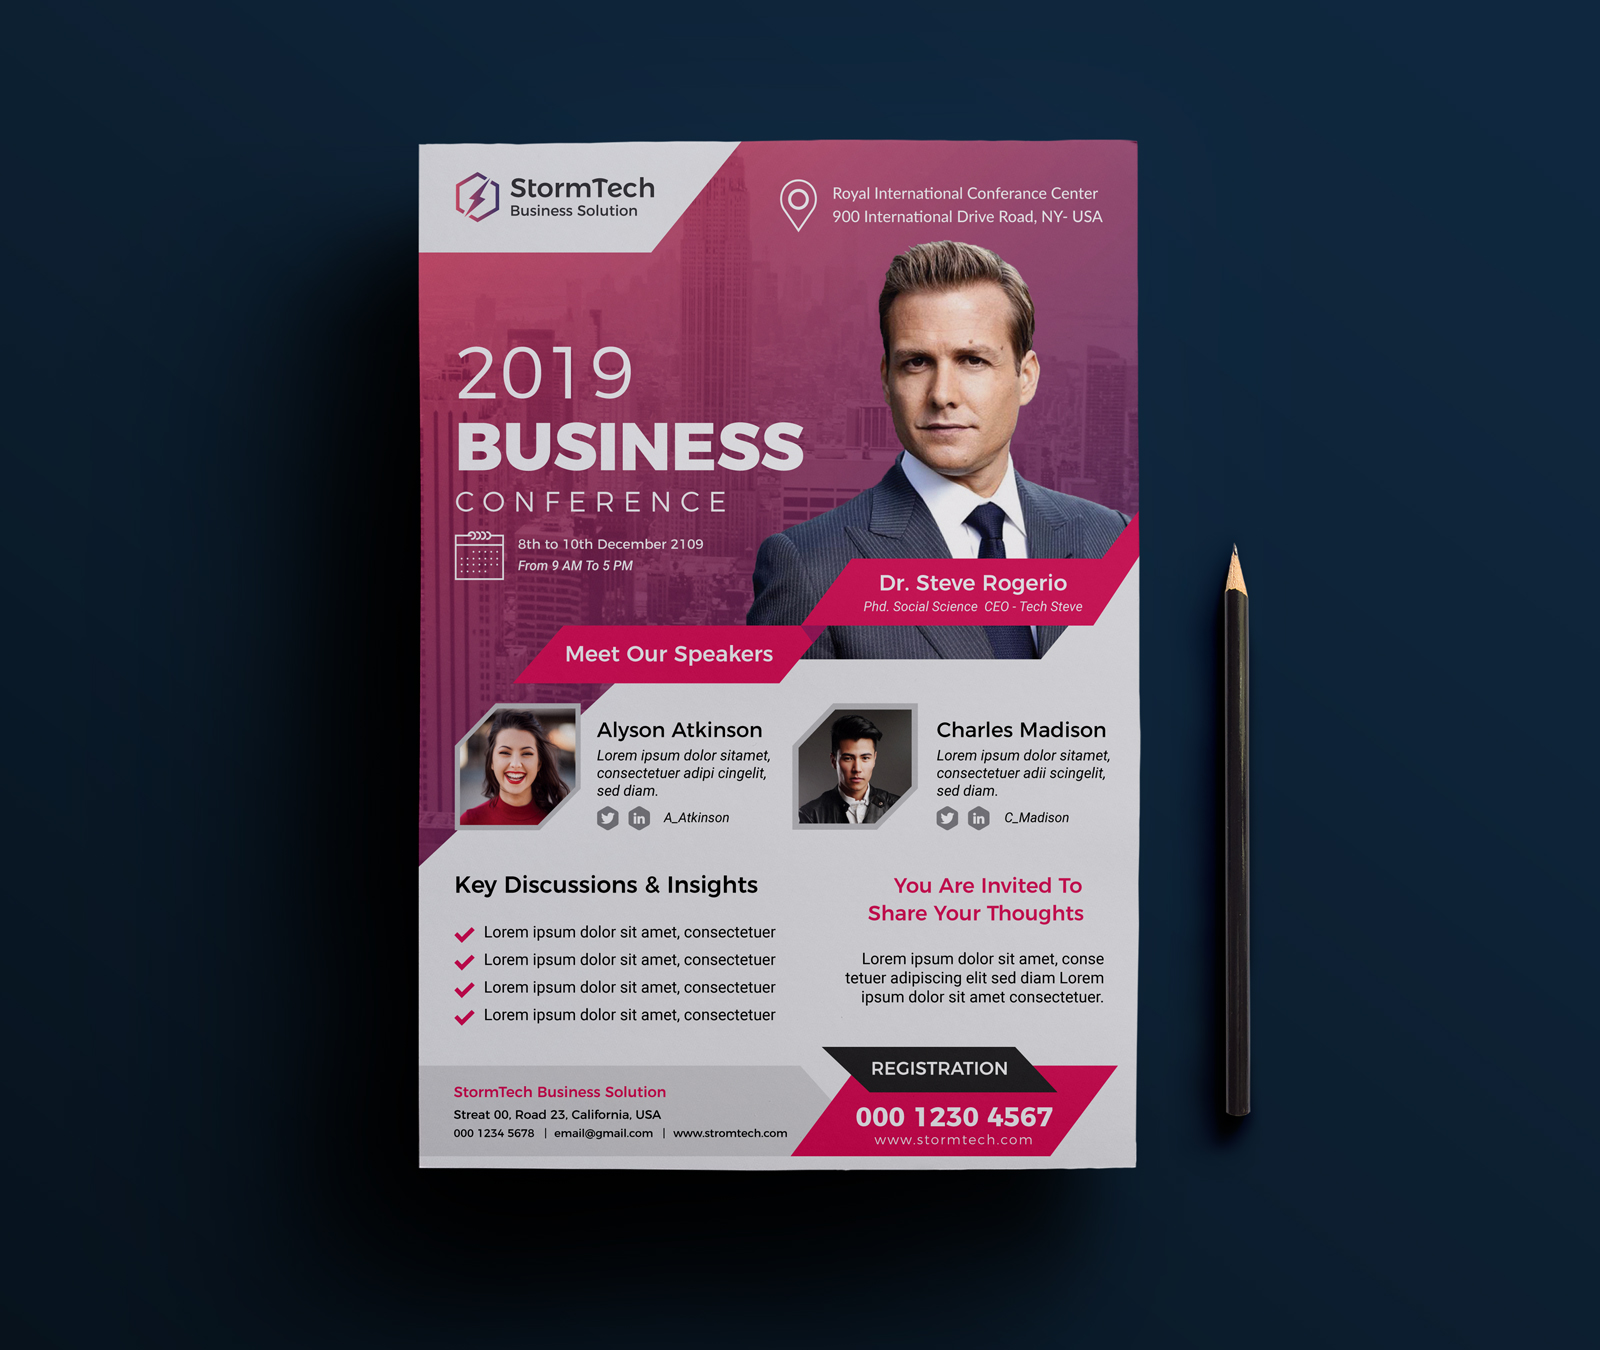 StormTech
Business Solution
Royal International Conferance Center
900 International Drive Road, NY- USA
2019
BUSINESS
CONFERENCE
8th to 10th December 2109
From 9 AM To 5 PM
Dr. Steve Rogerio
Phd. Social Science CEO - Tech Steve
Meet Our Speakers
Alyson Atkinson
Lorem ipsum dolor sitamet,
consectetuer adipi cingelit,
sed diam.
in A_Atkinson
Charles Madison
Lorem ipsum dolor sitamet,
consectetuer adii scingelit,
sed diam.
in C_Madison
Key Discussions & Insights
Lorem ipsum dolor sit amet, consectetuer
Lorem ipsum dolor sit amet, consectetuer
Lorem ipsum dolor sit amet, consectetuer
Lorem ipsum dolor sit amet, consectetuer
You Are Invited To
Share Your Thoughts
Lorem ipsum dolor sit amet, conse
tetuer adipiscing elit sed diam Lorem
ipsum dolor sit amet consectetuer.
StormTech Business Solution
Streat 00, Road 23, California, USA
000 1234 5678 | email@gmail.com | www.stromtech.com
REGISTRATION
000 1230 4567
www.stormtech.com